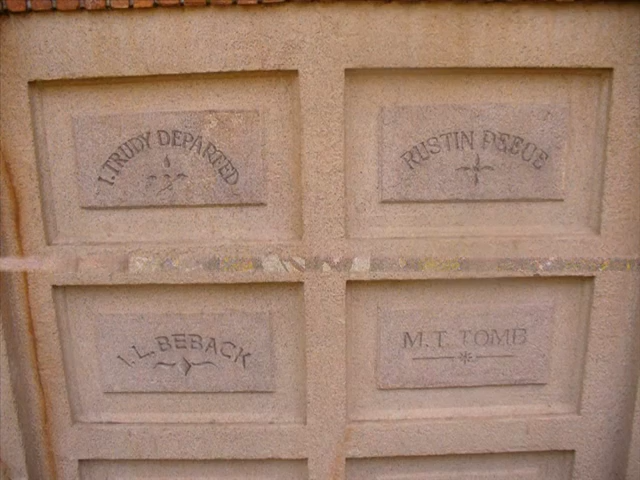 I. TRUDY DEPARTED
RUSTIN PEECE
I. L. BEBACK
M. T. TOMB